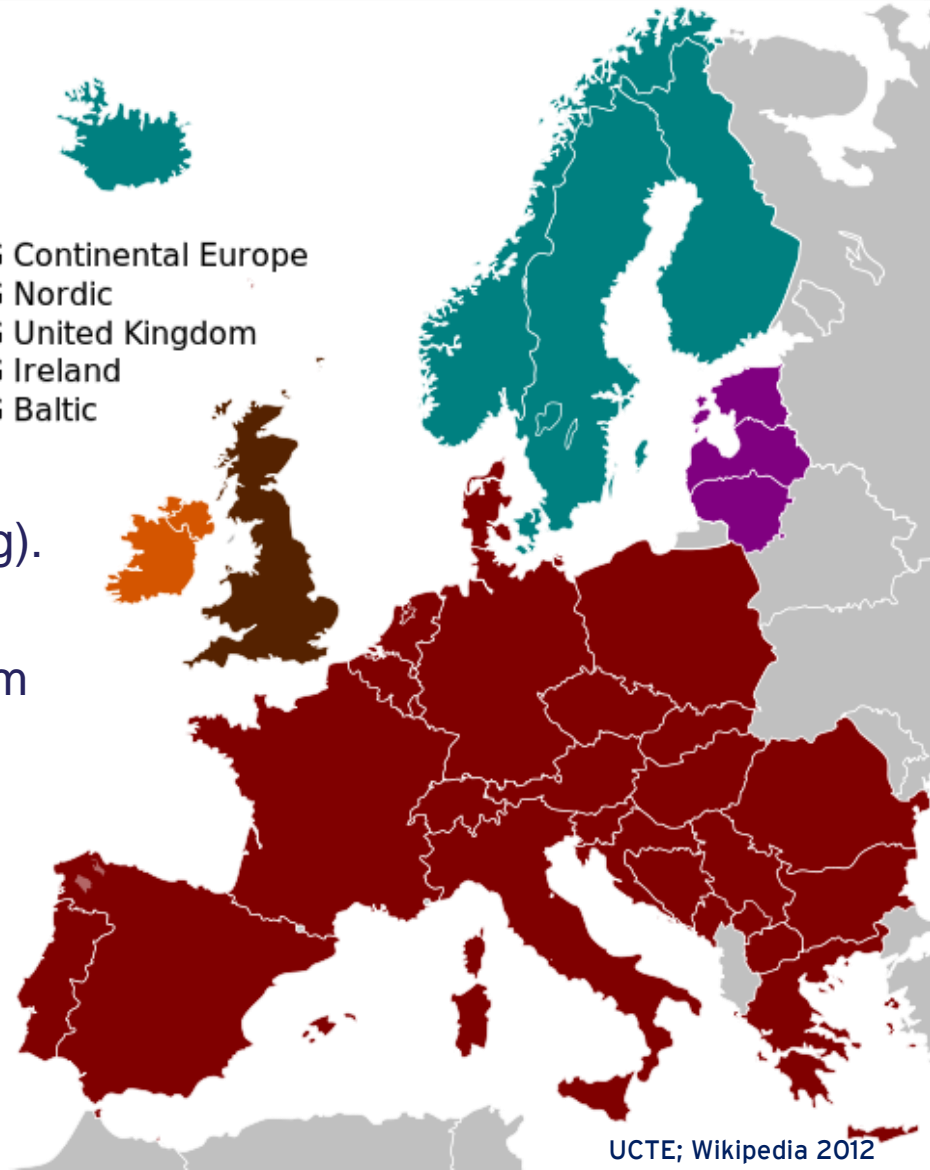 G Continental Europe
G Nordic
G United Kingdom
G Ireland
G Baltic
g).
m
UCTE; Wikipedia 2012